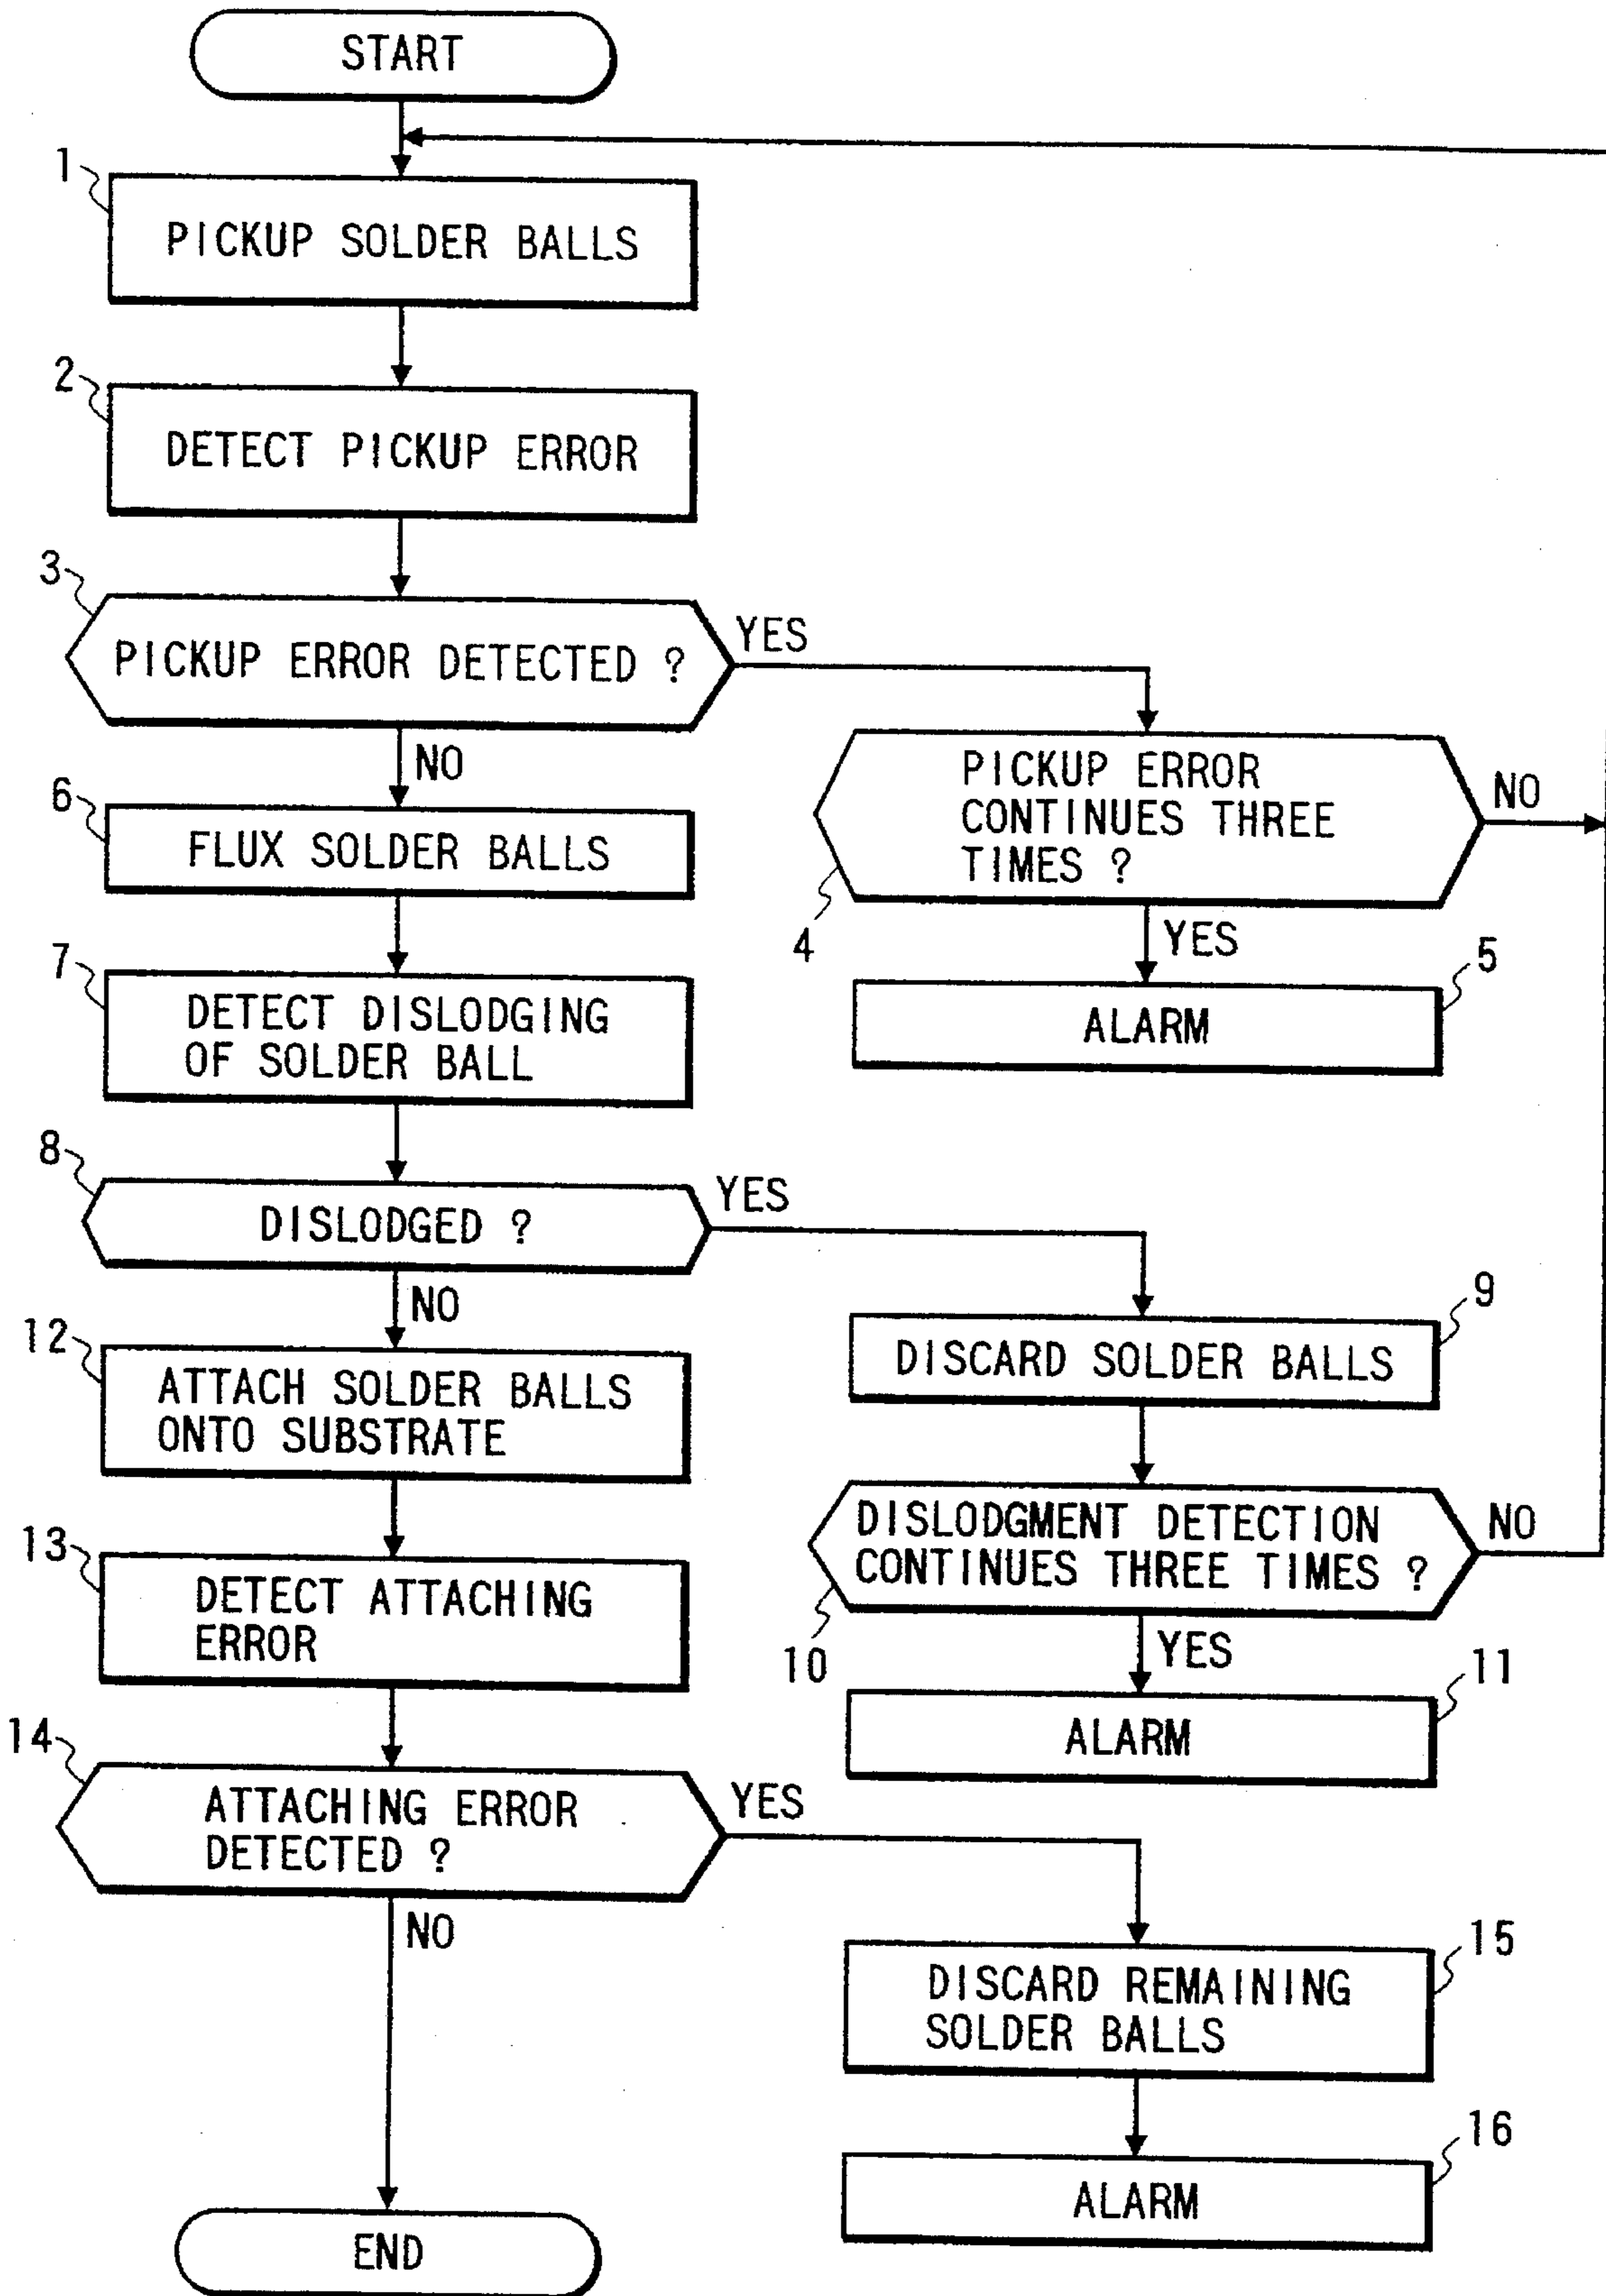 START
1
PICKUP SOLDER BALLS
2
DETECT PICKUP ERROR
3
PICKUP ERROR DETECTED ?
YES
NO
PICKUP ERROR
CONTINUES THREE
TIMES ?
NO
4
YES
5
ALARM
6
FLUX SOLDER BALLS
7
DETECT DISLODGING
OF SOLDER BALL
8
DISLODGED ?
YES
NO
9
DISCARD SOLDER BALLS
DISLODGMENT DETECTION
CONTINUES THREE TIMES ?
NO
10
YES
11
ALARM
12
ATTACH SOLDER BALLS
ONTO SUBSTRATE
13
DETECT ATTACHING
ERROR
14
ATTACHING ERROR
DETECTED ?
YES
NO
15
DISCARD REMAINING
SOLDER BALLS
16
ALARM
END